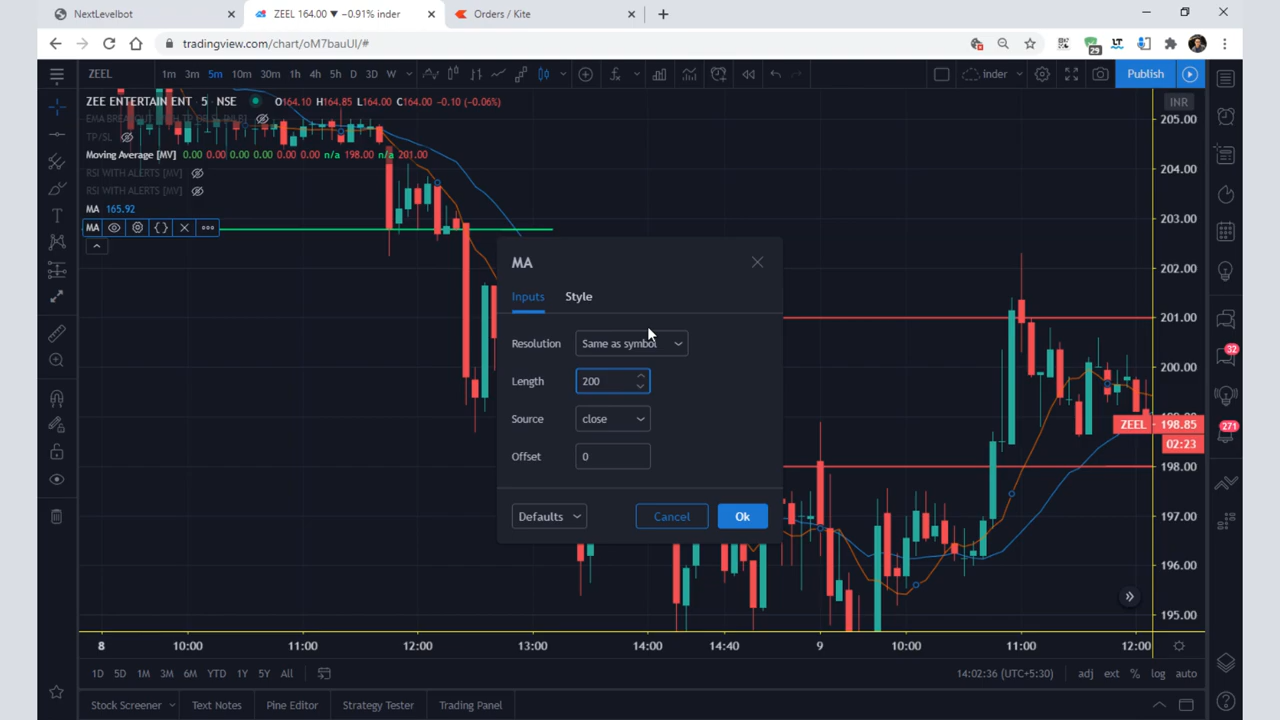 NextLevelbot
ZEEL 164.00 ▼ −0.91% inder
Orders / Kite
tradingview.com/chart/oM7bauUI/#
29
ZEEL
1m 3m 5m 10m 30m 1h 4h 5h D 3D W
inder
Publish
ZEE ENTERTAIN ENT 5 NSE O164.10 H164.85 L164.00 C164.00 -0.10 (-0.06%)
TP/SL
Moving Average [MV] 0.00 0.00 0.00 0.00 0.00 0.00 n/a 198.00 n/a 201.00
RSI WITH ALERTS [MV]
RSI WITH ALERTS [MV]
MA 165.92
MA
INR
205.00
204.00
203.00
202.00
201.00
200.00
ZEEL 198.85
02:23
198.00
197.00
196.00
195.00
32
271
MA
Inputs Style
Resolution Same as symbol
Length 200
Source close
Offset 0
Defaults Cancel Ok
8 10:00 11:00 12:00 13:00 14:00 14:40 9 10:00 11:00 12:00
1D 5D 1M 3M 6M YTD 1Y 5Y All
14:02:36 (UTC+5:30) adj ext % log auto
Stock Screener Text Notes Pine Editor Strategy Tester Trading Panel